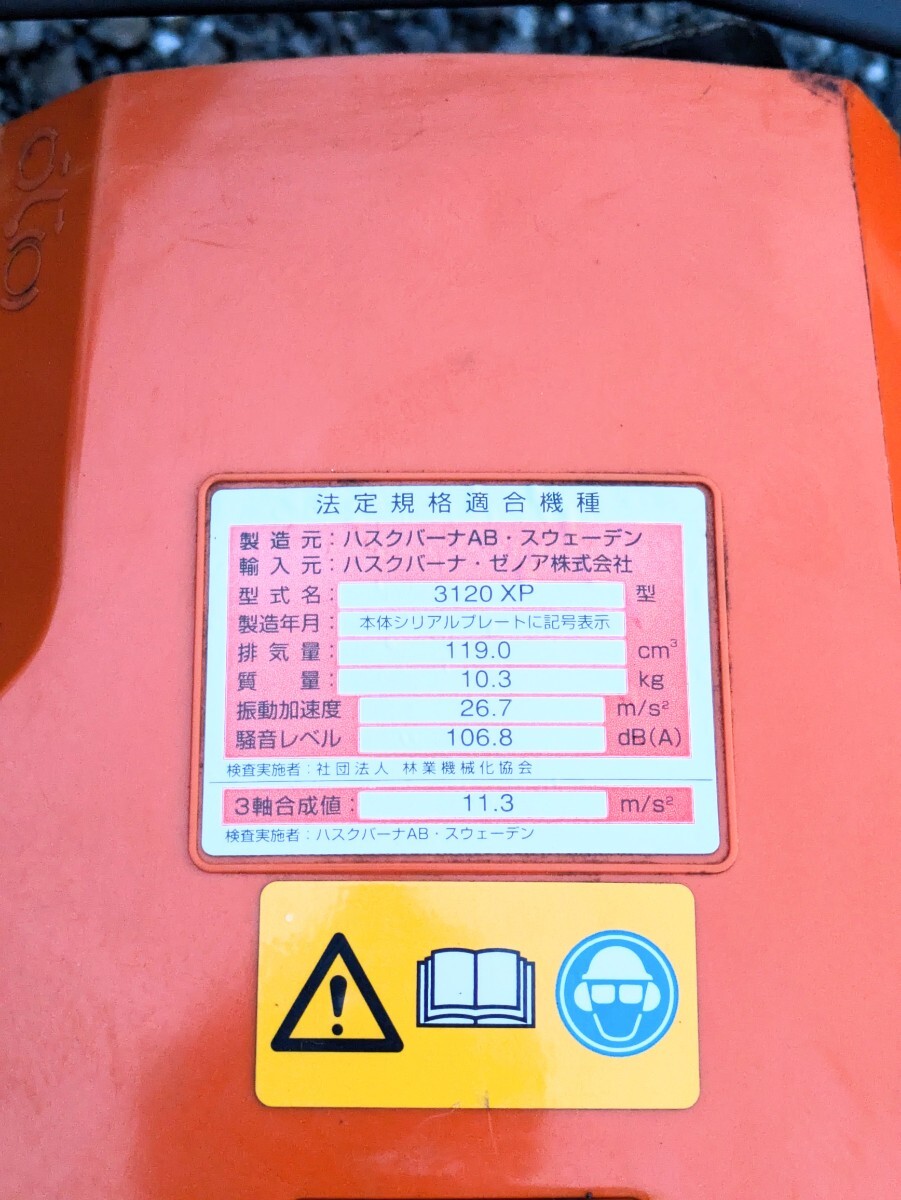 法定規格適合機種
製造元：ハスクバーナAB・スウェーデン
輸入元：ハスクバーナ・ゼノア株式会社
型式名： 3120 XP 型
製造年月： 本体シリアルプレートに記号表示
排気量： 119.0 cm³
質量： 10.3 kg
振動加速度 26.7 m/s²
騒音レベル 106.8 dB(A)
検査実施者：社団法人 林業機械化協会
3軸合成値： 11.3 m/s²
検査実施者：ハスクバーナAB・スウェーデン